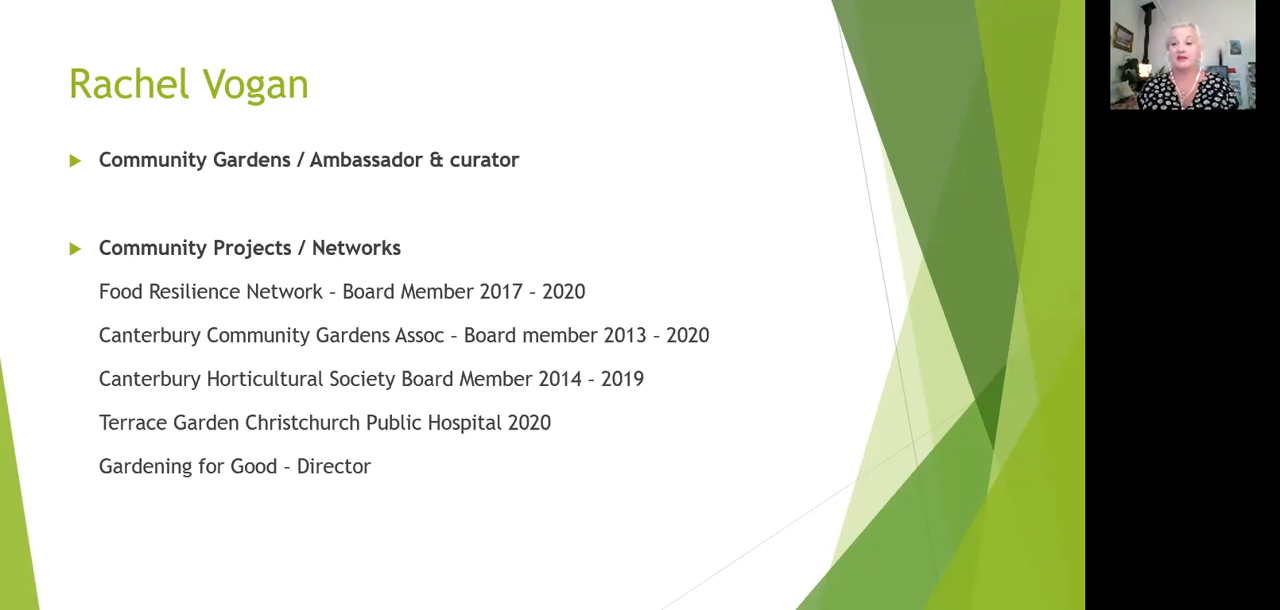 Rachel Vogan
Community Gardens / Ambassador & curator
Community Projects / Networks
Food Resilience Network – Board Member 2017 – 2020
Canterbury Community Gardens Assoc – Board member 2013 – 2020
Canterbury Horticultural Society Board Member 2014 – 2019
Terrace Garden Christchurch Public Hospital 2020
Gardening for Good – Director